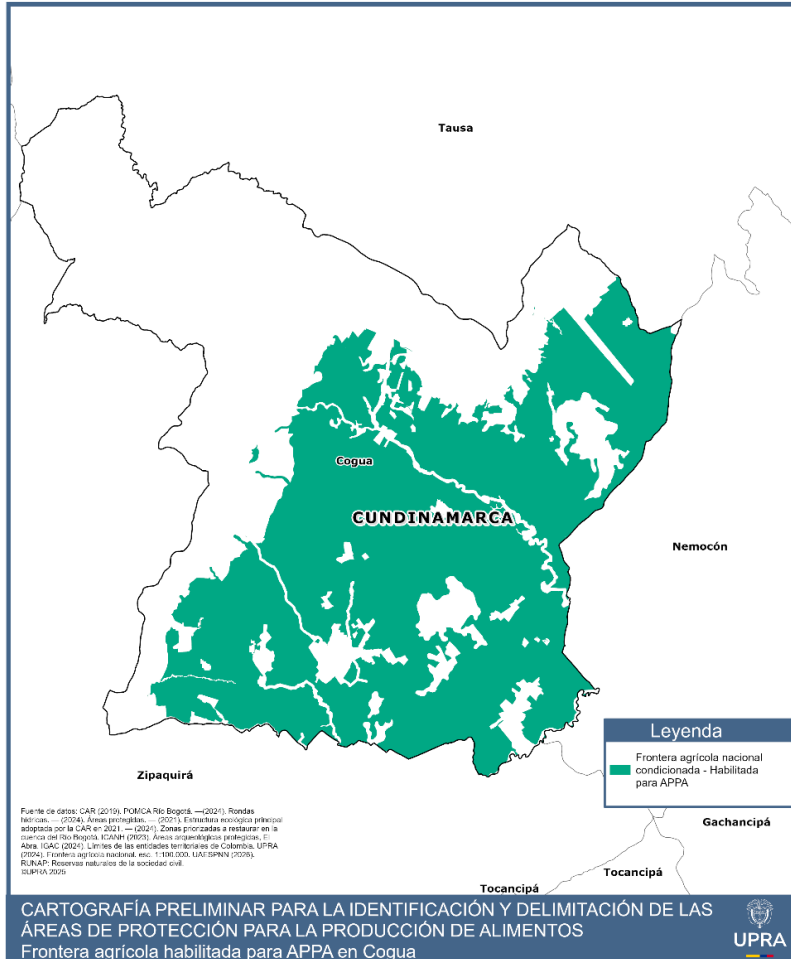 Tausa
Cogua
CUNDINAMARCA
Nemocón
Leyenda
Frontera agrícola nacional
condicionada - Habilitada
para APPA
Zipaquirá
Gachancipá
Tocancipá
Tocancipá
Fuente de datos: CAR (2019). POMCA Río Bogotá. —(2024). Rondas
hídricas. — (2024). Áreas protegidas. — (2021). Estructura ecológica principal
adoptada por la CAR en 2021. — (2024). Zonas priorizadas a restaurar en la
cuenca del Río Bogotá. ICANH (2023). Áreas arqueológicas protegidas, El
Abra. IGAC (2024). Límites de las entidades territoriales de Colombia. UPRA
(2024). Frontera agrícola nacional. esc. 1:100.000. UAESPNN (2025).
RUNAP: Reservas naturales de la sociedad civil.
©UPRA 2025
CARTOGRAFÍA PRELIMINAR PARA LA IDENTIFICACIÓN Y DELIMITACIÓN DE LAS
ÁREAS DE PROTECCIÓN PARA LA PRODUCCIÓN DE ALIMENTOS
Frontera agrícola habilitada para APPA en Cogua
UPRA